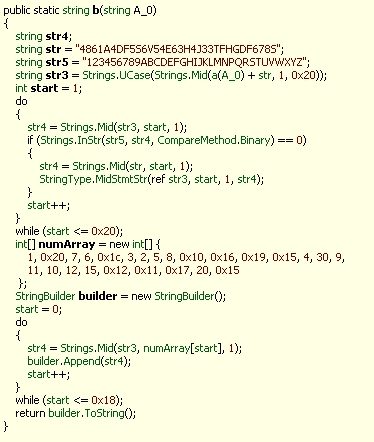 public static string b(string A_0)
{
string str4;
string str = "4861A4DF5S6V54E63H4J33TFHGDF678S";
string str5 = "123456789ABCDEFGHIJKLMNPQRSTUVWXYZ";
string str3 = Strings.UCase(Strings.Mid(a(A_0) + str, 1, 0x20));
int start = 1;
do
{
str4 = Strings.Mid(str3, start, 1);
if (Strings.InStr(str5, str4, CompareMethod.Binary) == 0)
{
str4 = Strings.Mid(str, start, 1);
StringType.MidStmtStr(ref str3, start, 1, str4);
}
start++;
}
while (start <= 0x20);
int[] numArray = new int[] {
1, 0x20, 7, 6, 0x1c, 3, 2, 5, 8, 0x10, 0x16, 0x19, 0x15, 4, 30, 9,
11, 10, 12, 15, 0x12, 0x11, 0x17, 20, 0x15
};
StringBuilder builder = new StringBuilder();
start = 0;
do
{
str4 = Strings.Mid(str3, numArray[start], 1);
builder.Append(str4);
start++;
}
while (start <= 0x18);
return builder.ToString();
}